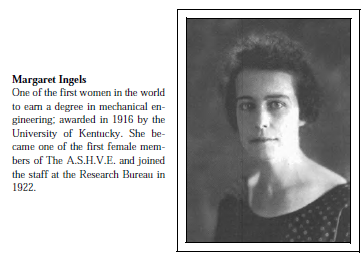 Margaret Ingels
One of the first women in the world
to earn a degree in mechanical en-
gineering; awarded in 1916 by the
University of Kentucky. She be-
came one of the first female mem-
bers of The A.S.H.V.E. and joined
the staff at the Research Bureau in
1922.